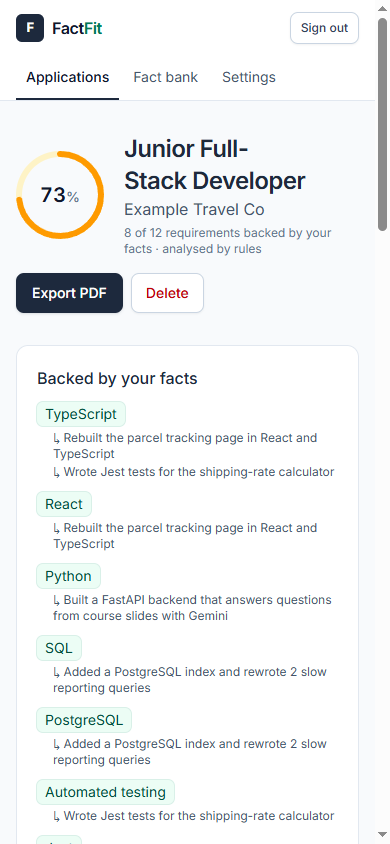 F FactFit
Sign out
Applications Fact bank Settings
73%
Junior Full-
Stack Developer
Example Travel Co
8 of 12 requirements backed by your
facts · analysed by rules
Export PDF Delete
Backed by your facts
TypeScript
↳ Rebuilt the parcel tracking page in React and
TypeScript
↳ Wrote Jest tests for the shipping-rate calculator
React
↳ Rebuilt the parcel tracking page in React and
TypeScript
Python
↳ Built a FastAPI backend that answers questions
from course slides with Gemini
SQL
↳ Added a PostgreSQL index and rewrote 2 slow
reporting queries
PostgreSQL
↳ Added a PostgreSQL index and rewrote 2 slow
reporting queries
Automated testing
↳ Wrote Jest tests for the shipping-rate calculator